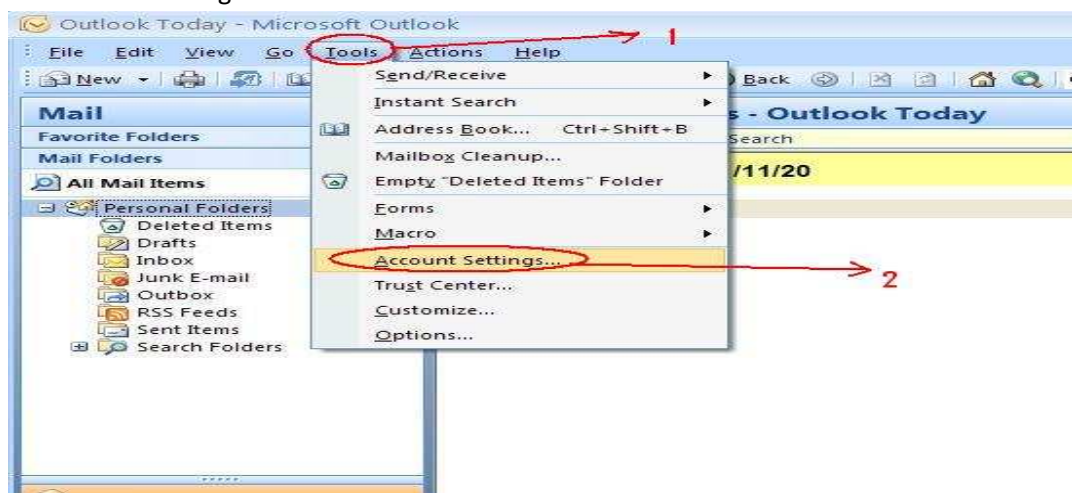 Outlook Today - Microsoft Outlook
File Edit View Go Tools Actions Help
1
New Back
Mail
s - Outlook Today
Favorite Folders
Search
Mail Folders
/11/20
All Mail Items
Personal Folders
Deleted Items
Drafts
Inbox
Junk E-mail
Outbox
RSS Feeds
Sent Items
Search Folders
Send/Receive
Instant Search
Address Book... Ctrl+Shift+B
Mailbox Cleanup...
Empty "Deleted Items" Folder
Forms
Macro
Account Settings...
2
Trust Center...
Customize...
Options...